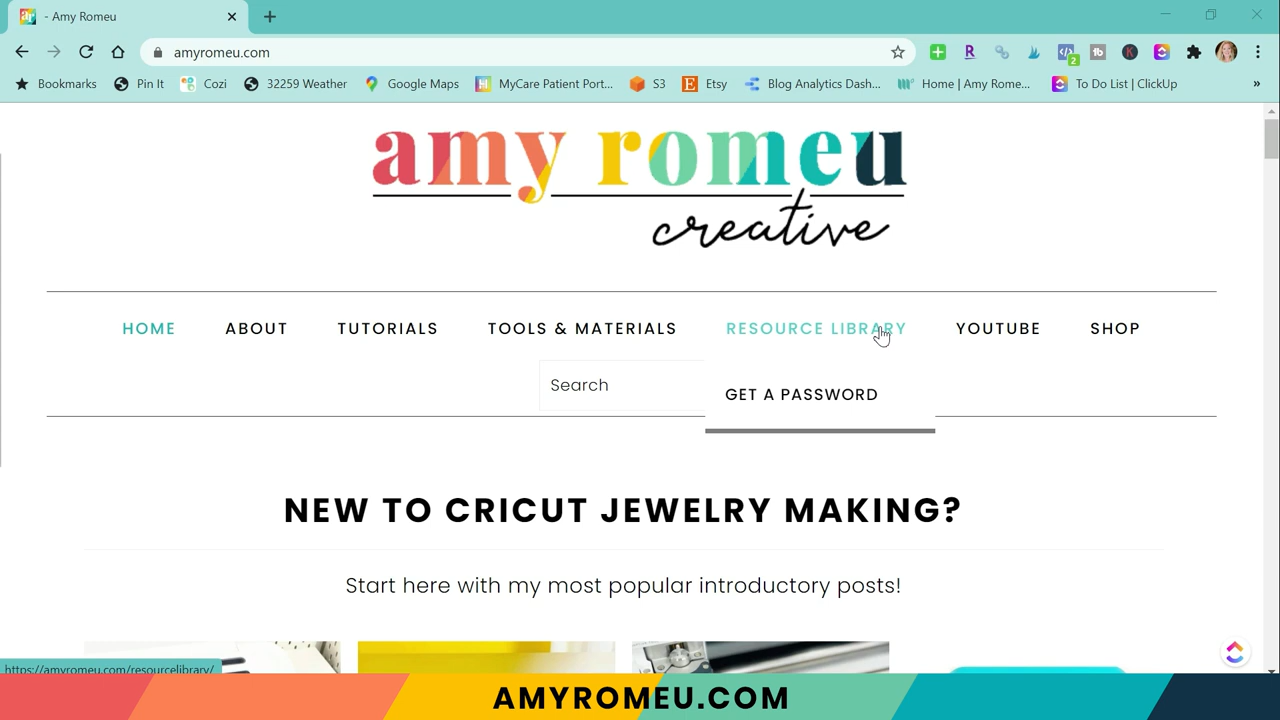 - Amy Romeu
amyromeu.com
2
Bookmarks Pin It Cozi 32259 Weather Google Maps MyCare Patient Port... S3 Etsy Blog Analytics Dash... Home | Amy Rome... To Do List | ClickUp »
amy romeu
creative
HOME ABOUT TUTORIALS TOOLS & MATERIALS RESOURCE LIBRARY YOUTUBE SHOP
Search
GET A PASSWORD
NEW TO CRICUT JEWELRY MAKING?
Start here with my most popular introductory posts!
https://amyromeu.com/resourcelibrary/
AMYROMEU.COM